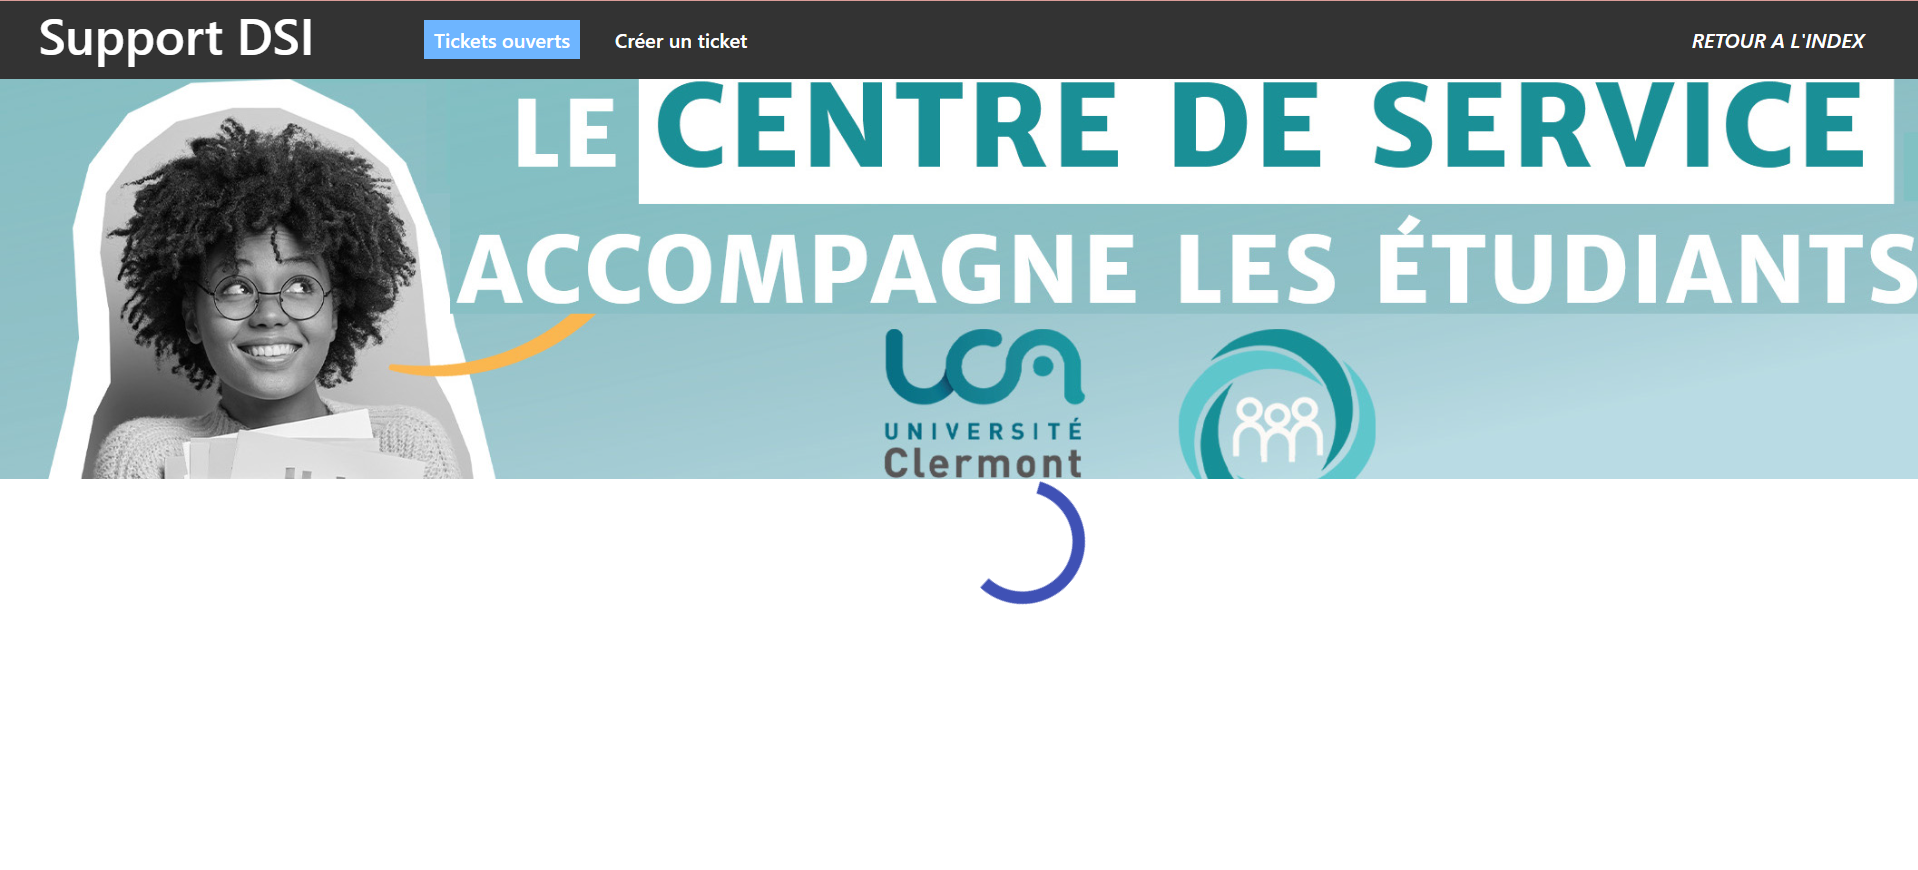 Support DSI
Tickets ouverts
Créer un ticket
RETOUR A L'INDEX
LE CENTRE DE SERVICE
ACCOMPAGNE LES ÉTUDIANTS
UCA
UNIVERSITÉ
Clermont